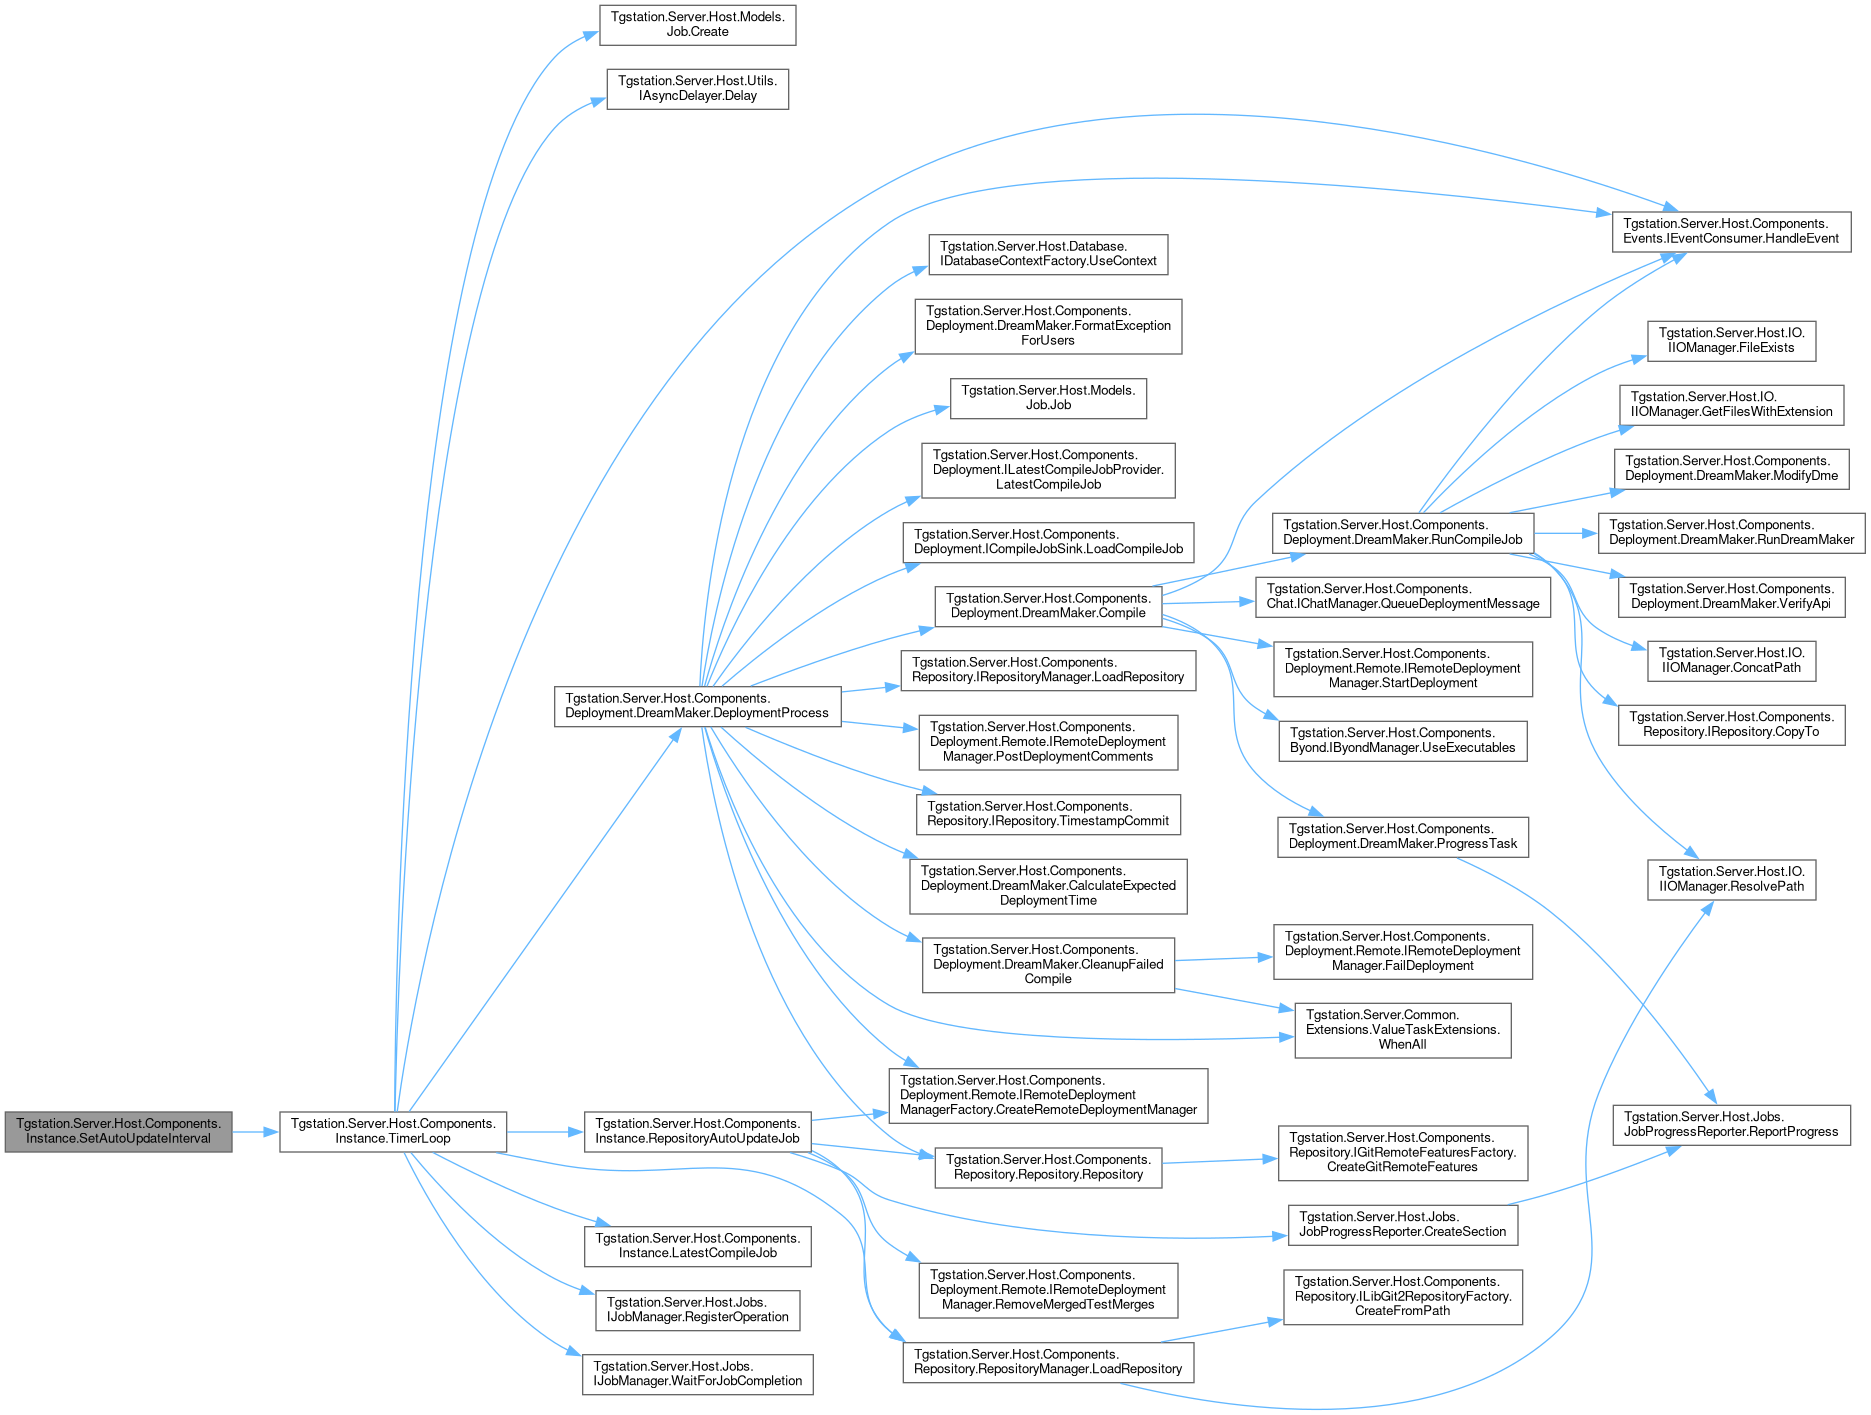 Tgstation.Server.Host.Models.
Job.Create
Tgstation.Server.Host.Utils.
IAsyncDelayer.Delay
Tgstation.Server.Host.Components.
Events.IEventConsumer.HandleEvent
Tgstation.Server.Host.Database.
IDatabaseContextFactory.UseContext
Tgstation.Server.Host.Components.
Deployment.DreamMaker.FormatException
ForUsers
Tgstation.Server.Host.IO.
IIOManager.FileExists
Tgstation.Server.Host.Models.
Job.Job
Tgstation.Server.Host.IO.
IIOManager.GetFilesWithExtension
Tgstation.Server.Host.Components.
Deployment.ILatestCompileJobProvider.
LatestCompileJob
Tgstation.Server.Host.Components.
Deployment.DreamMaker.ModifyDme
Tgstation.Server.Host.Components.
Deployment.ICompileJobSink.LoadCompileJob
Tgstation.Server.Host.Components.
Deployment.DreamMaker.RunCompileJob
Tgstation.Server.Host.Components.
Deployment.DreamMaker.RunDreamMaker
Tgstation.Server.Host.Components.
Deployment.DreamMaker.Compile
Tgstation.Server.Host.Components.
Chat.IChatManager.QueueDeploymentMessage
Tgstation.Server.Host.Components.
Deployment.DreamMaker.VerifyApi
Tgstation.Server.Host.Components.
Repository.IRepositoryManager.LoadRepository
Tgstation.Server.Host.Components.
Deployment.Remote.IRemoteDeployment
Manager.StartDeployment
Tgstation.Server.Host.IO.
IIOManager.ConcatPath
Tgstation.Server.Host.Components.
Deployment.DreamMaker.DeploymentProcess
Tgstation.Server.Host.Components.
Deployment.Remote.IRemoteDeployment
Manager.PostDeploymentComments
Tgstation.Server.Host.Components.
Byond.IByondManager.UseExecutables
Tgstation.Server.Host.Components.
Repository.IRepository.CopyTo
Tgstation.Server.Host.Components.
Repository.IRepository.TimestampCommit
Tgstation.Server.Host.Components.
Deployment.DreamMaker.ProgressTask
Tgstation.Server.Host.Components.
Deployment.DreamMaker.CalculateExpected
DeploymentTime
Tgstation.Server.Host.IO.
IIOManager.ResolvePath
Tgstation.Server.Host.Components.
Deployment.DreamMaker.CleanupFailed
Compile
Tgstation.Server.Host.Components.
Deployment.Remote.IRemoteDeployment
Manager.FailDeployment
Tgstation.Server.Common.
Extensions.ValueTaskExtensions.
WhenAll
Tgstation.Server.Host.Components.
Deployment.Remote.IRemoteDeployment
ManagerFactory.CreateRemoteDeploymentManager
Tgstation.Server.Host.Components.
Instance.SetAutoUpdateInterval
Tgstation.Server.Host.Components.
Instance.TimerLoop
Tgstation.Server.Host.Components.
Instance.RepositoryAutoUpdateJob
Tgstation.Server.Host.Jobs.
JobProgressReporter.ReportProgress
Tgstation.Server.Host.Components.
Repository.Repository.Repository
Tgstation.Server.Host.Components.
Repository.IGitRemoteFeaturesFactory.
CreateGitRemoteFeatures
Tgstation.Server.Host.Components.
Instance.LatestCompileJob
Tgstation.Server.Host.Jobs.
JobProgressReporter.CreateSection
Tgstation.Server.Host.Components.
Deployment.Remote.IRemoteDeployment
Manager.RemoveMergedTestMerges
Tgstation.Server.Host.Components.
Repository.ILibGit2RepositoryFactory.
CreateFromPath
Tgstation.Server.Host.Jobs.
IJobManager.RegisterOperation
Tgstation.Server.Host.Components.
Repository.RepositoryManager.LoadRepository
Tgstation.Server.Host.Jobs.
IJobManager.WaitForJobCompletion